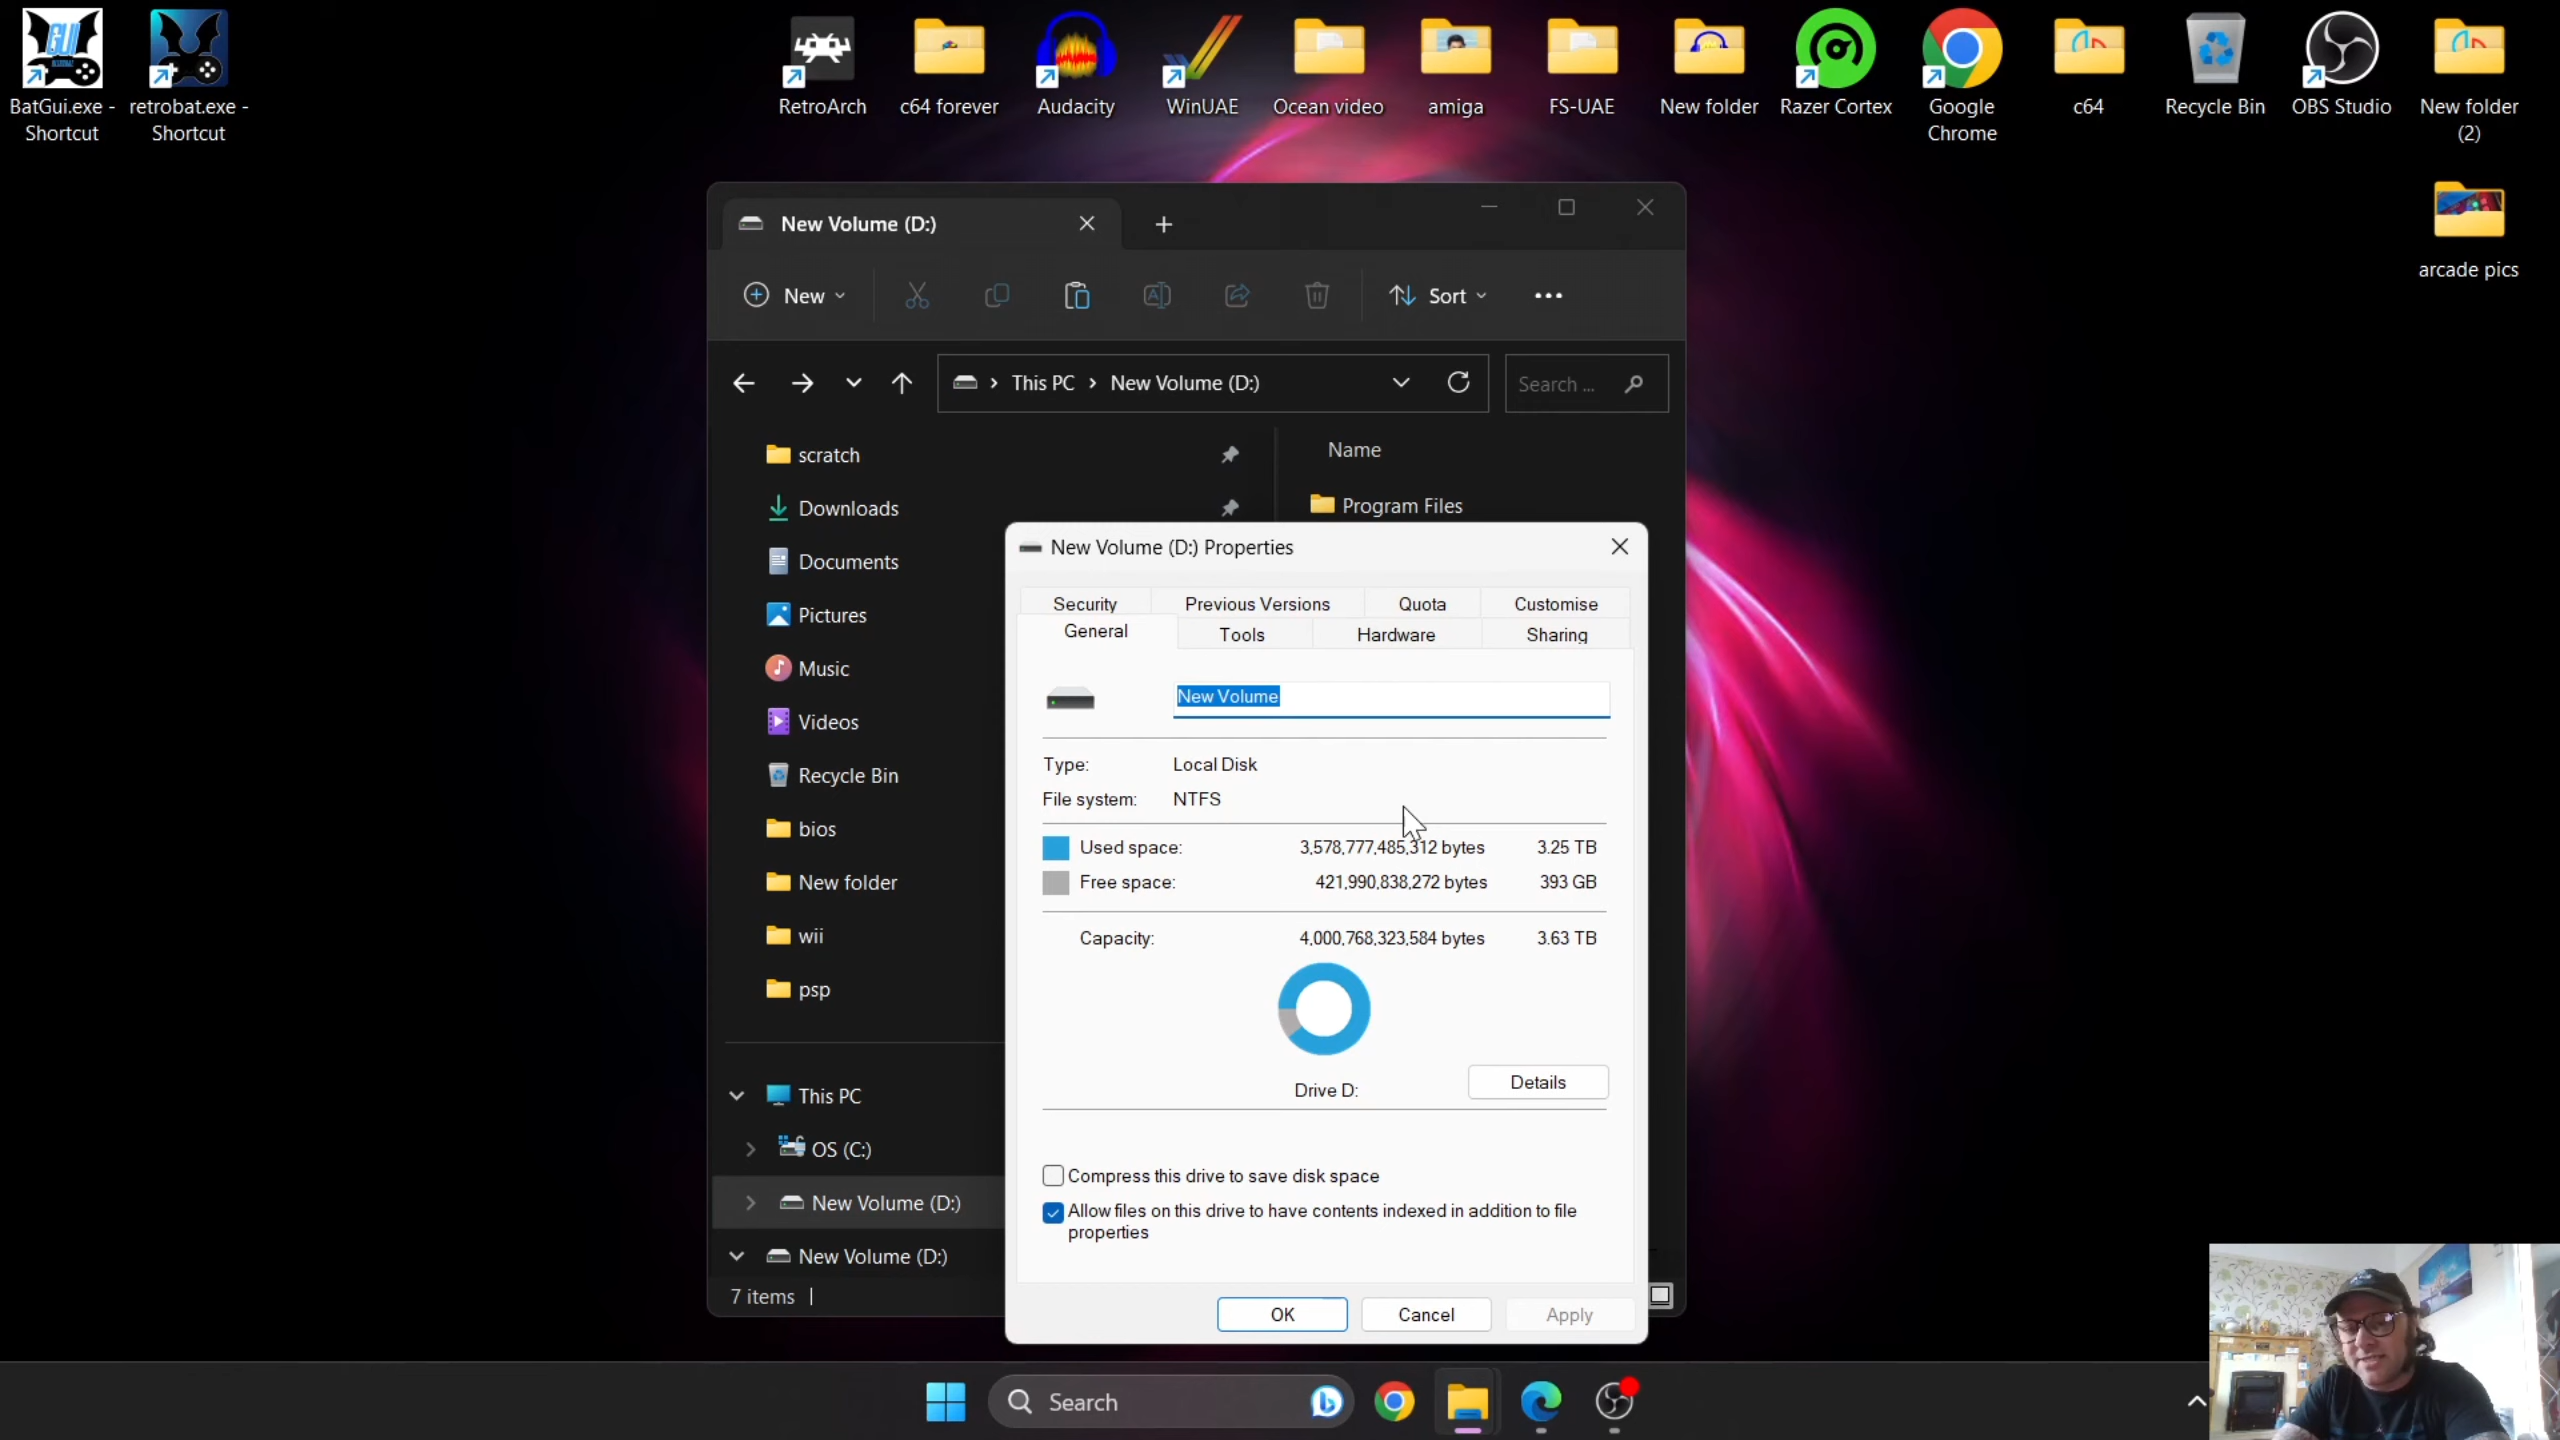 BatGui.exe -
Shortcut
retrobat.exe -
Shortcut
RetroArch
c64 forever
Audacity
WinUAE
Ocean video
amiga
FS-UAE
New folder
Razer Cortex
Google
Chrome
c64
Recycle Bin
OBS Studio
New folder
(2)
arcade pics
New Volume (D:)
New
Sort
This PC > New Volume (D:)
Search ...
scratch
Downloads
Documents
Pictures
Music
Videos
Recycle Bin
bios
New folder
wii
psp
This PC
OS (C:)
New Volume (D:)
New Volume (D:)
7 items
Name
Program Files
New Volume (D:) Properties
Security Previous Versions Quota Customise
General Tools Hardware Sharing
New Volume
Type: Local Disk
File system: NTFS
Used space: 3,578,777,485,312 bytes 3.25 TB
Free space: 421,990,838,272 bytes 393 GB
Capacity: 4,000,768,323,584 bytes 3.63 TB
Drive D:
Details
Compress this drive to save disk space
Allow files on this drive to have contents indexed in addition to file
properties
OK Cancel Apply
Search